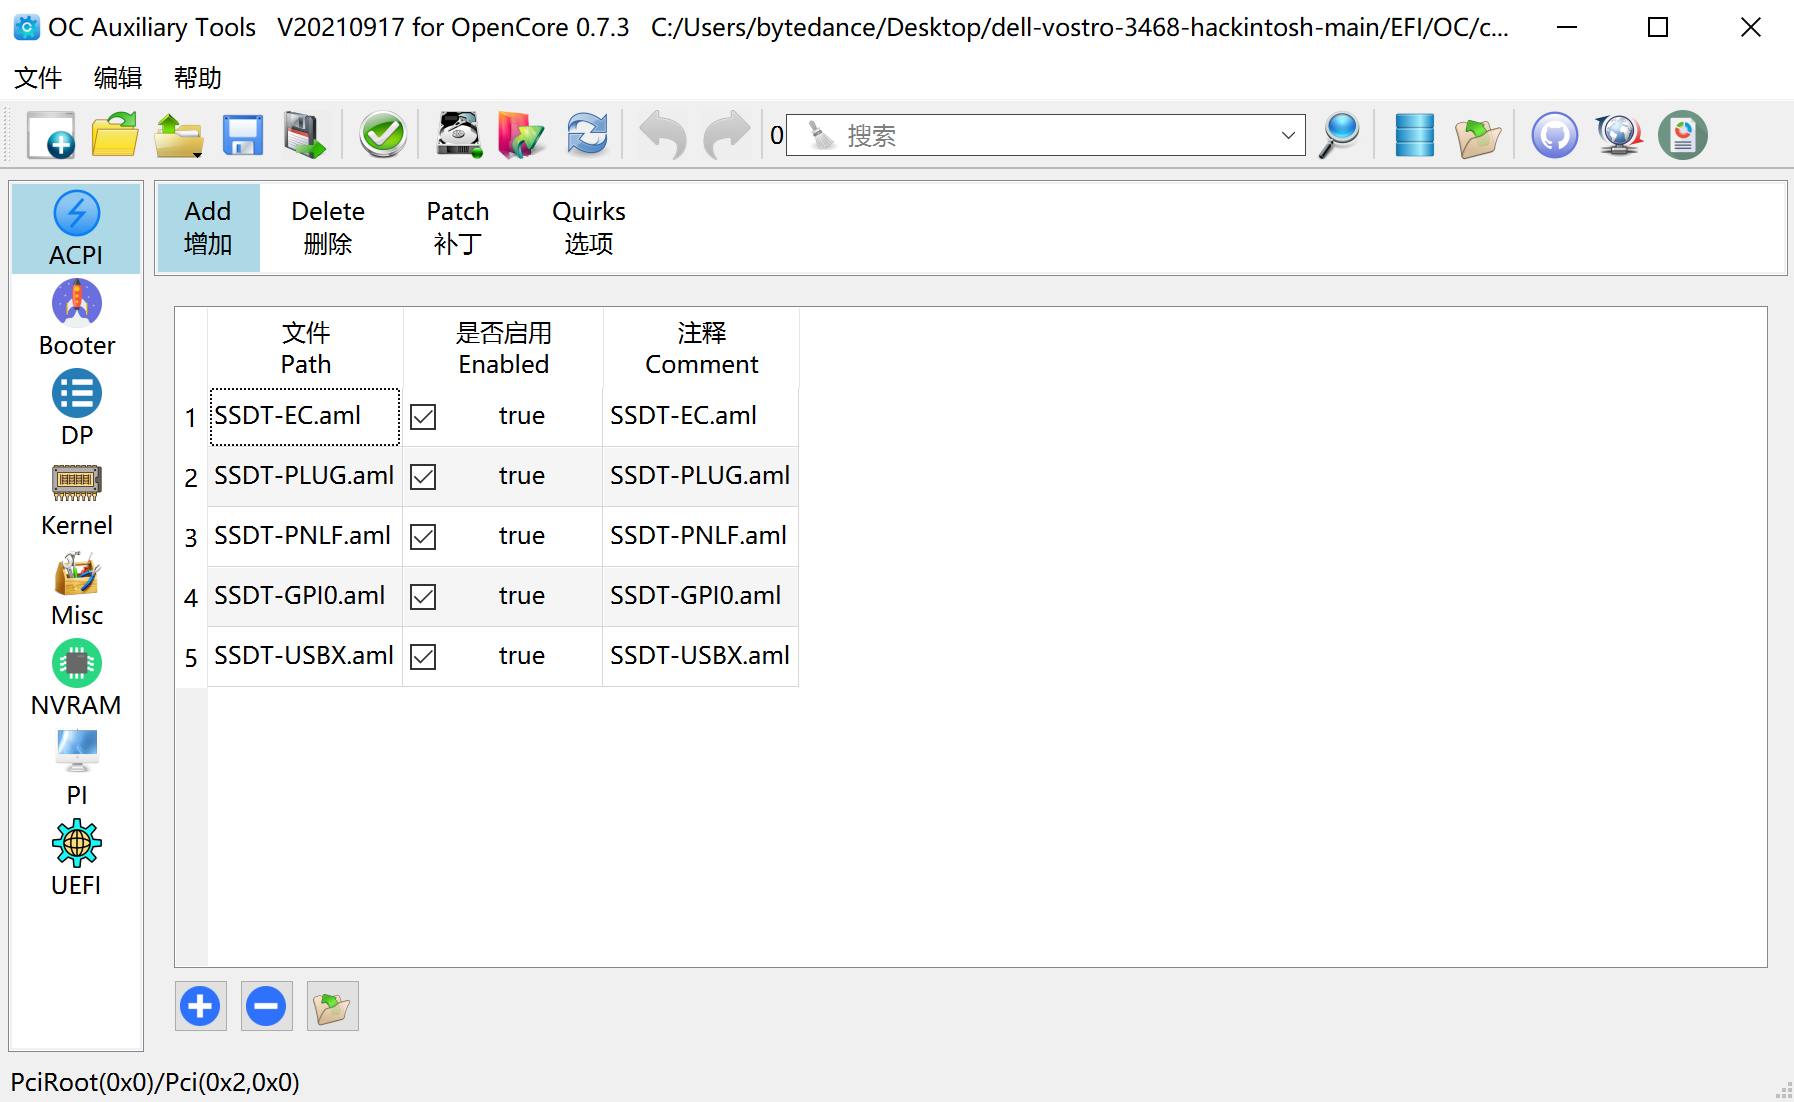 OC Auxiliary Tools   V20210917 for OpenCore 0.7.3   C:/Users/bytedance/Desktop/dell-vostro-3468-hackintosh-main/EFI/OC/c...
文件 编辑 帮助
0 搜索
ACPI
Booter
DP
Kernel
Misc
NVRAM
PI
UEFI
Add Delete Patch Quirks
增加 删除 补丁 选项
文件 是否启用 注释
Path Enabled Comment
1 SSDT-EC.aml true SSDT-EC.aml
2 SSDT-PLUG.aml true SSDT-PLUG.aml
3 SSDT-PNLF.aml true SSDT-PNLF.aml
4 SSDT-GPI0.aml true SSDT-GPI0.aml
5 SSDT-USBX.aml true SSDT-USBX.aml
PciRoot(0x0)/Pci(0x2,0x0)